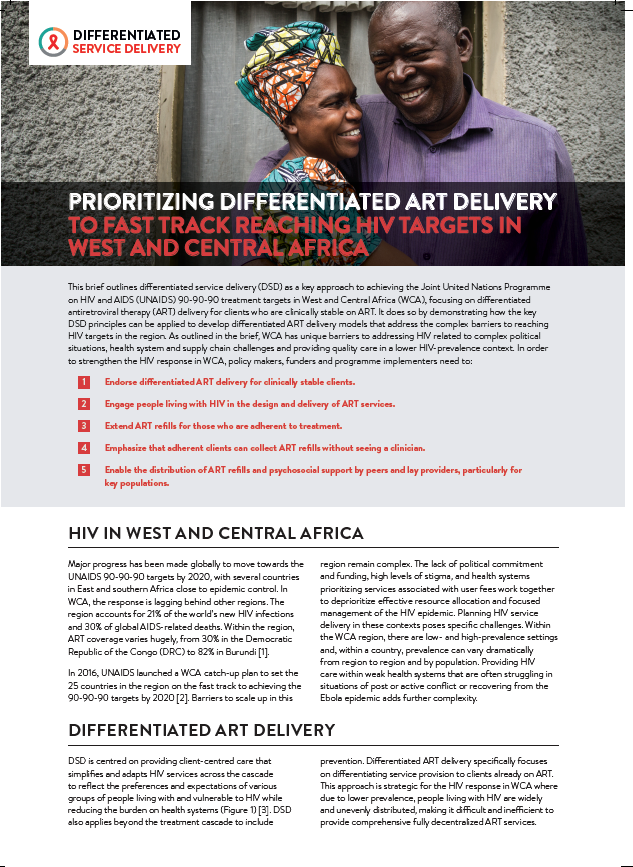 DIFFERENTIATED
SERVICE DELIVERY
PRIORITIZING DIFFERENTIATED ART DELIVERY
TO FAST TRACK REACHING HIV TARGETS IN
WEST AND CENTRAL AFRICA
This brief outlines differentiated service delivery (DSD) as a key approach to achieving the Joint United Nations Programme
on HIV and AIDS (UNAIDS) 90-90-90 treatment targets in West and Central Africa (WCA), focusing on differentiated
antiretroviral therapy (ART) delivery for clients who are clinically stable on ART. It does so by demonstrating how the key
DSD principles can be applied to develop differentiated ART delivery models that address the complex barriers to reaching
HIV targets in the region. As outlined in the brief, WCA has unique barriers to addressing HIV related to complex political
situations, health system and supply chain challenges and providing quality care in a lower HIV-prevalence context. In order
to strengthen the HIV response in WCA, policy makers, funders and programme implementers need to:
1 Endorse differentiated ART delivery for clinically stable clients.
2 Engage people living with HIV in the design and delivery of ART services.
3 Extend ART refills for those who are adherent to treatment.
4 Emphasize that adherent clients can collect ART refills without seeing a clinician.
5 Enable the distribution of ART refills and psychosocial support by peers and lay providers, particularly for
key populations.
HIV IN WEST AND CENTRAL AFRICA
Major progress has been made globally to move towards the
UNAIDS 90-90-90 targets by 2020, with several countries
in East and southern Africa close to epidemic control. In
WCA, the response is lagging behind other regions. The
region accounts for 21% of the world's new HIV infections
and 30% of global AIDS-related deaths. Within the region,
ART coverage varies hugely, from 30% in the Democratic
Republic of the Congo (DRC) to 82% in Burundi [1].
In 2016, UNAIDS launched a WCA catch-up plan to set the
25 countries in the region on the fast track to achieving the
90-90-90 targets by 2020 [2]. Barriers to scale up in this
region remain complex. The lack of political commitment
and funding, high levels of stigma, and health systems
prioritizing services associated with user fees work together
to deprioritize effective resource allocation and focused
management of the HIV epidemic. Planning HIV service
delivery in these contexts poses specific challenges. Within
the WCA region, there are low- and high-prevalence settings
and, within a country, prevalence can vary dramatically
from region to region and by population. Providing HIV
care within weak health systems that are often struggling in
situations of post or active conflict or recovering from the
Ebola epidemic adds further complexity.
DIFFERENTIATED ART DELIVERY
DSD is centred on providing client-centred care that
simplifies and adapts HIV services across the cascade
to reflect the preferences and expectations of various
groups of people living with and vulnerable to HIV while
reducing the burden on health systems (Figure 1) [3]. DSD
also applies beyond the treatment cascade to include
prevention. Differentiated ART delivery specifically focuses
on differentiating service provision to clients already on ART.
This approach is strategic for the HIV response in WCA where
due to lower prevalence, people living with HIV are widely
and unevenly distributed, making it difficult and inefficient to
provide comprehensive fully decentralized ART services.